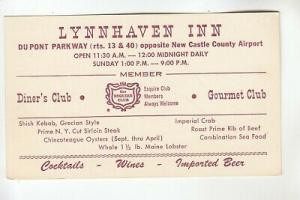 LYNNHAVEN INN
DU PONT PARKWAY (rts. 13 & 40) opposite New Castle County Airport
OPEN 11:30 A.M. — 12:00 MIDNIGHT DAILY
SUNDAY 1:00 P.M. — 9:00 P.M.
MEMBER
Diner's Club
the ESQUIRE CLUB
Esquire Club
Members
Always Welcome
Gourmet Club
Shish Kebab, Grecian Style
Prime N.Y. Cut Sirloin Steak
Imperial Crab
Roast Prime Rib of Beef
Chincoteague Oysters (Sept. thru April)
Combination Sea Food
Whole 1½ lb. Maine Lobster
Cocktails - Wines - Imported Beer